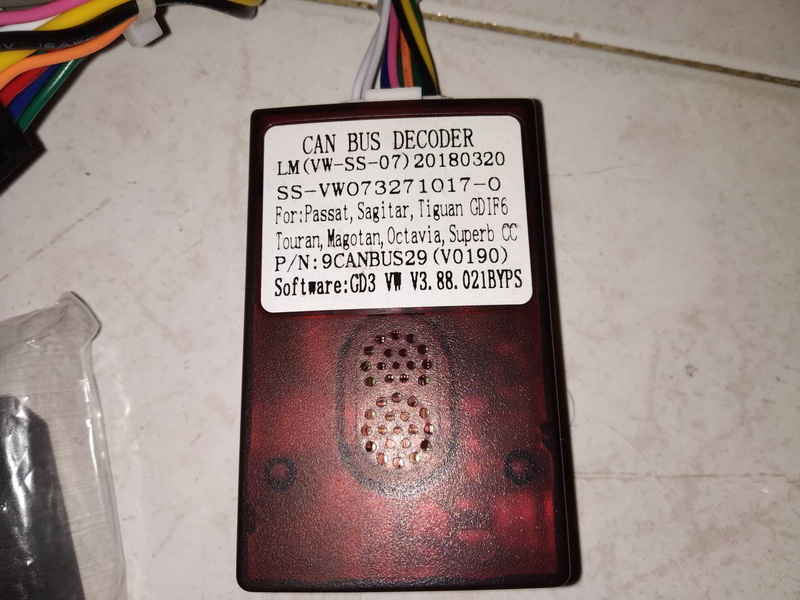 CAN BUS DECODER
LM(VW-SS-07)20180320
SS-VW073271017-0
For:Passat, Sagitar, Tiguan GDIF6
Touran, Magotan, Octavia, Superb CC
P/N:9CANBUS29(V0190)
Software:GD3 VW V3.88.021BYPS